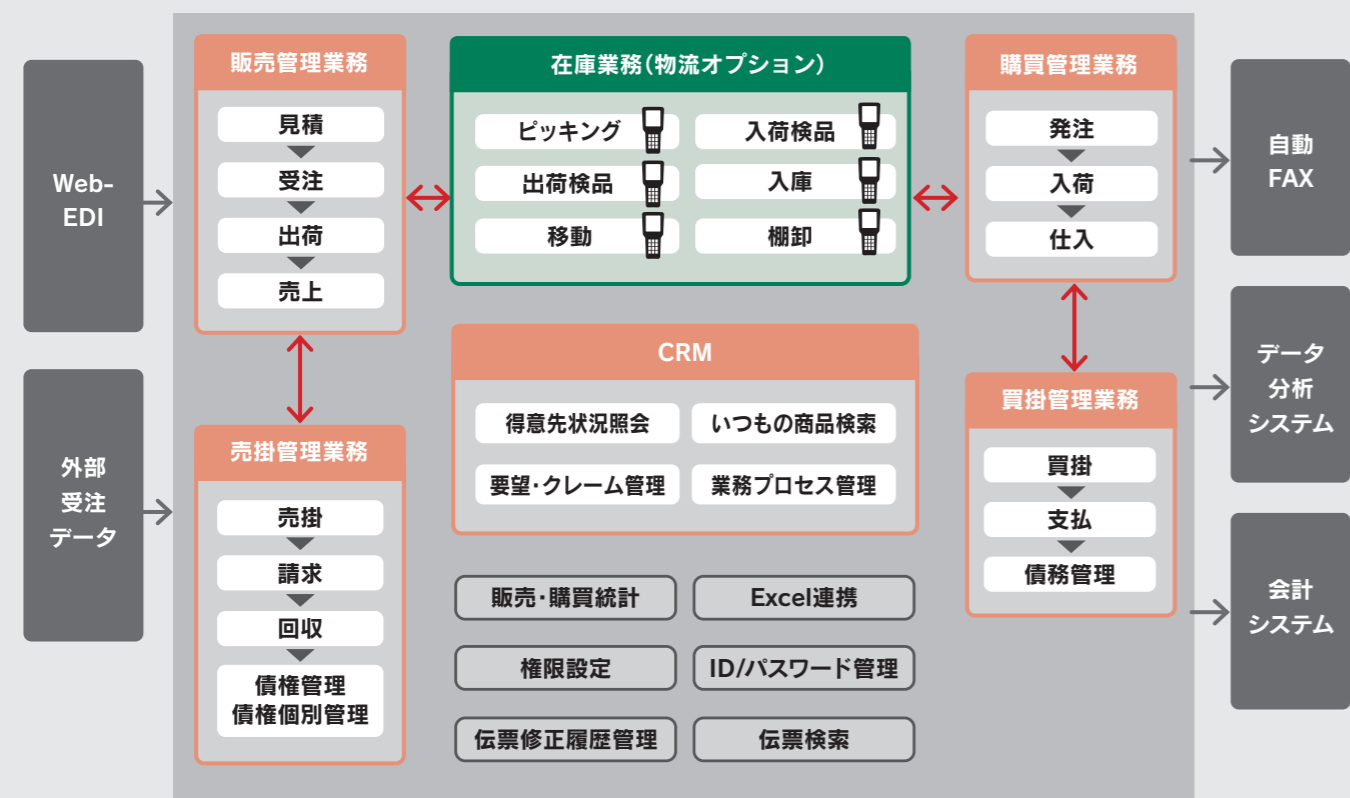 Web-
EDI
外部
受注
データ
販売管理業務
見積
受注
出荷
売上
売掛管理業務
売掛
請求
回収
債権管理
債権個別管理
在庫業務(物流オプション)
ピッキング
入荷検品
出荷検品
入庫
移動
棚卸
CRM
得意先状況照会
いつもの商品検索
要望・クレーム管理
業務プロセス管理
販売・購買統計
Excel連携
権限設定
ID/パスワード管理
伝票修正履歴管理
伝票検索
購買管理業務
発注
入荷
仕入
買掛管理業務
買掛
支払
債務管理
自動
FAX
データ
分析
システム
会計
システム